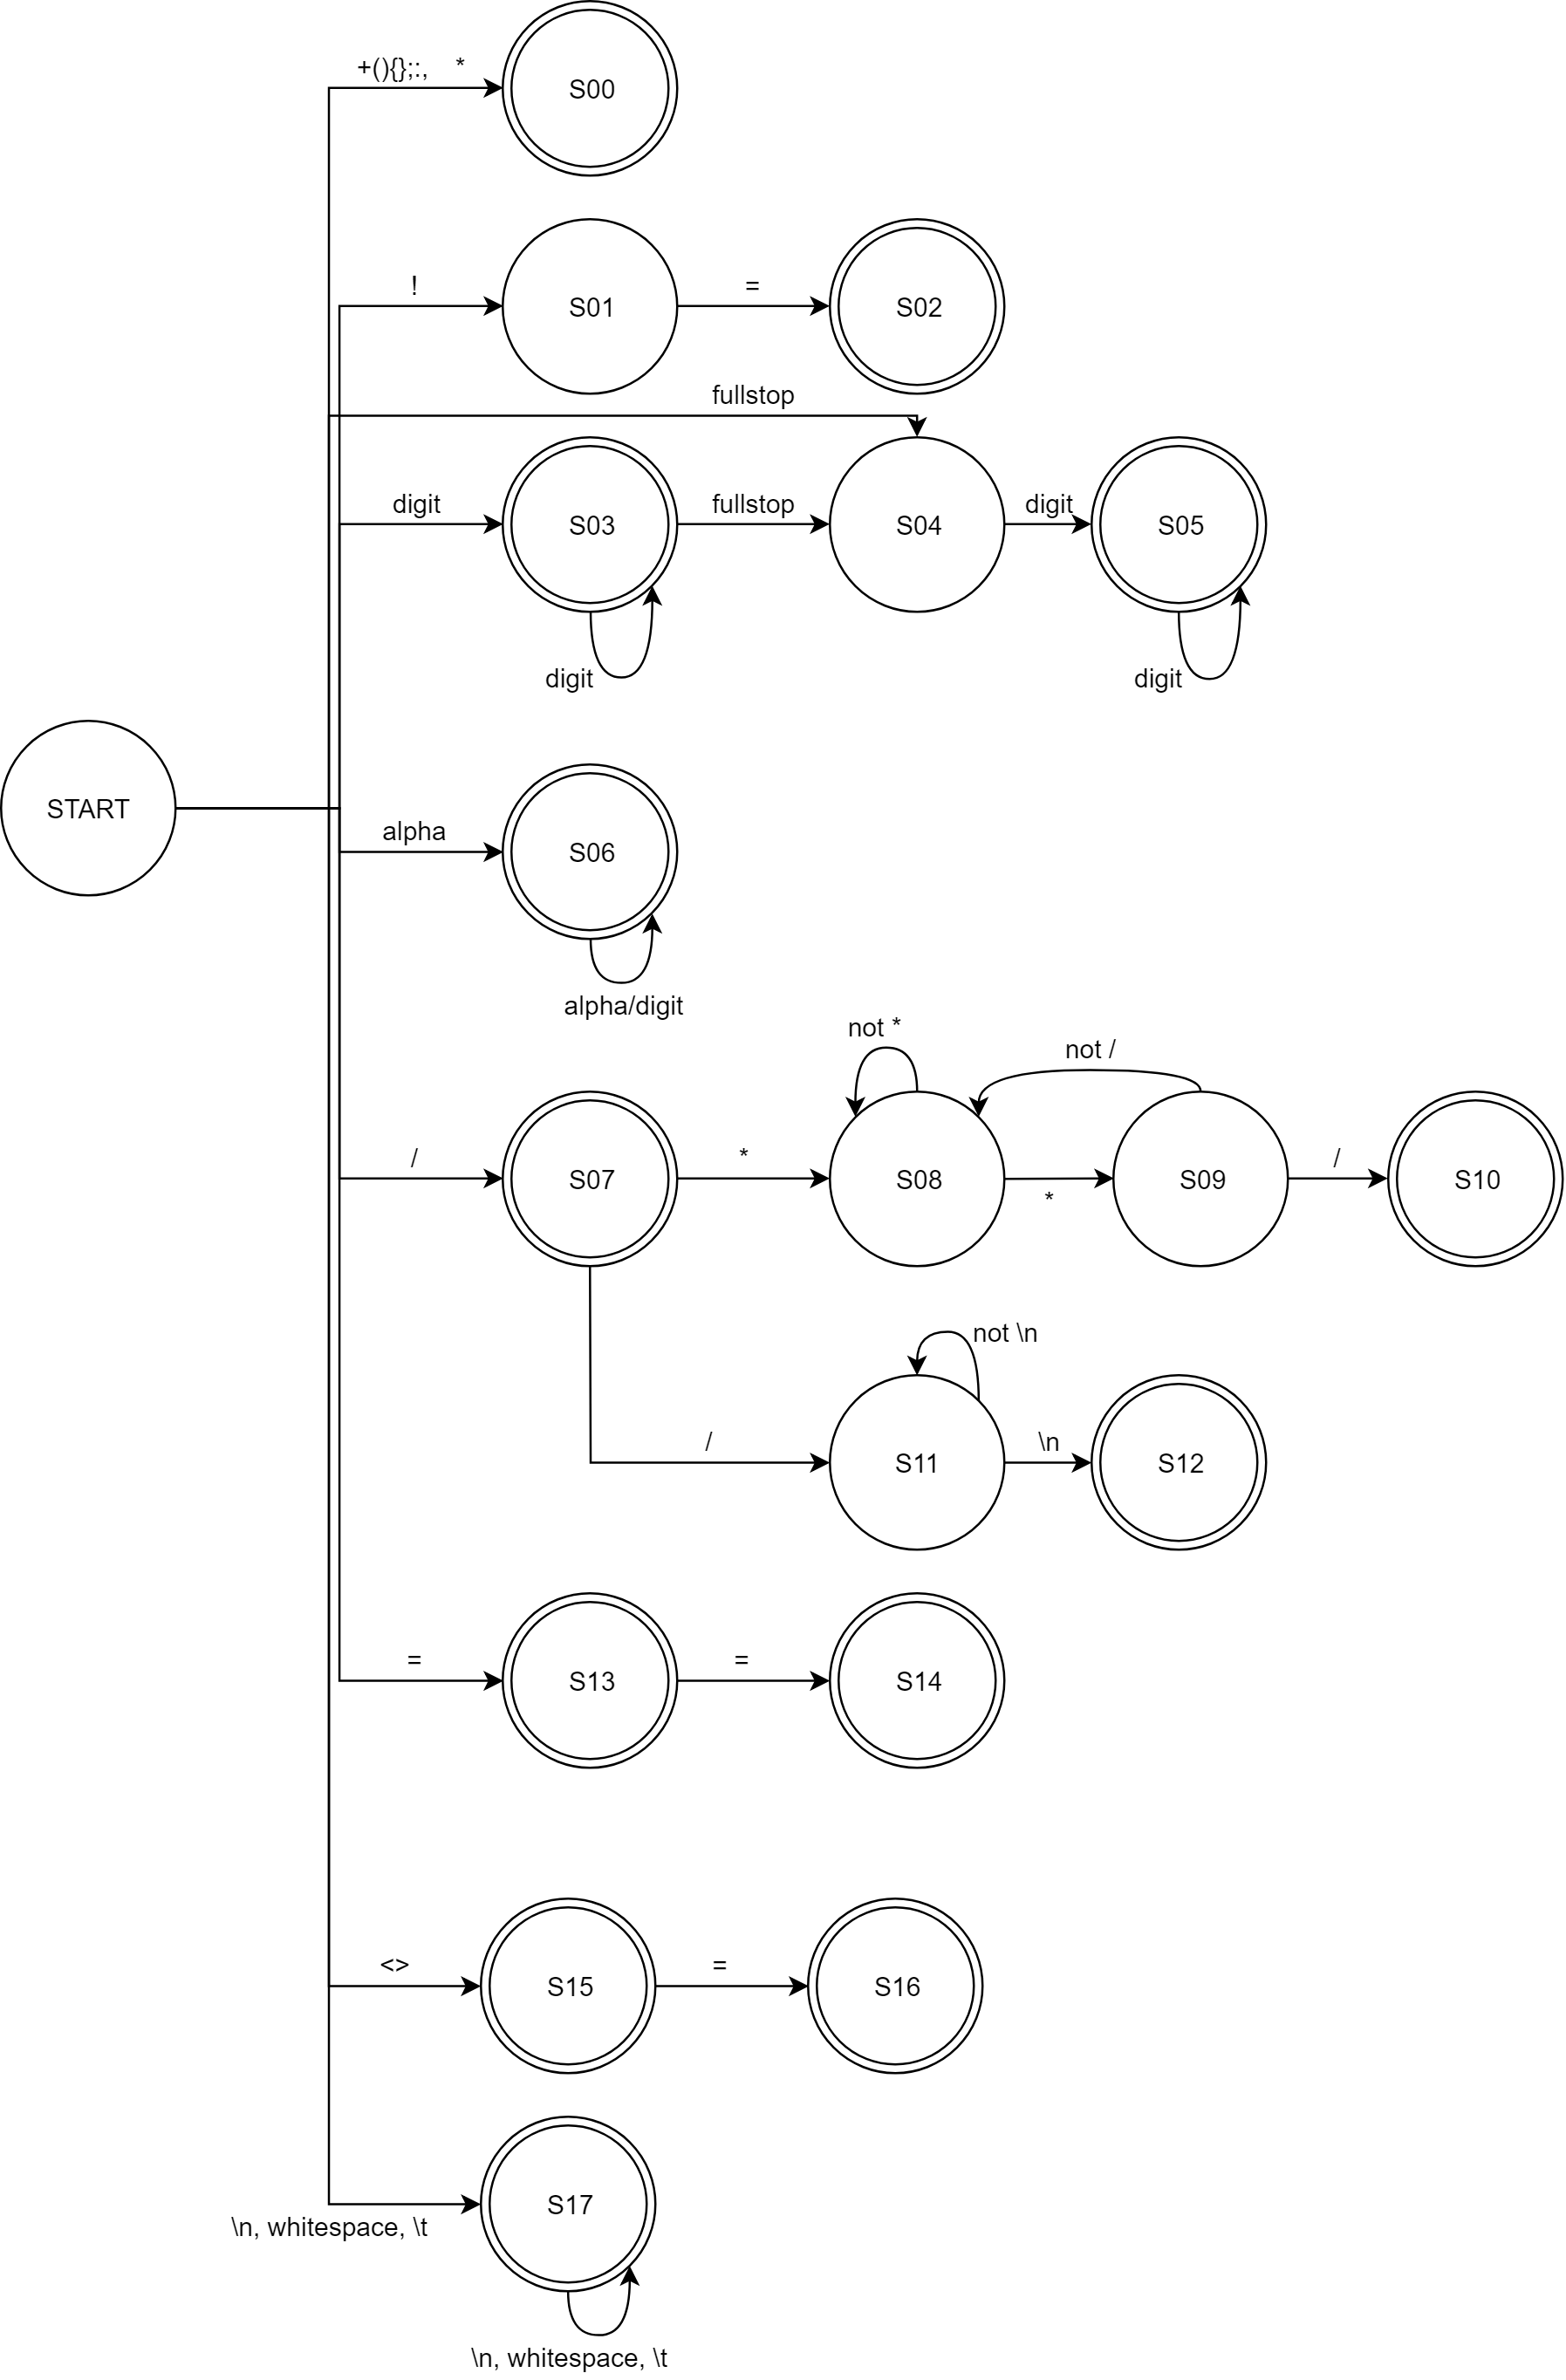 +(){};:, *
S00
!
S01
=
S02
fullstop
digit
S03
fullstop
S04
digit
S05
digit
digit
START
alpha
S06
alpha/digit
not *
not /
/
S07
*
S08
*
S09
/
S10
not \n
/
S11
\n
S12
=
S13
=
S14
<>
S15
=
S16
S17
\n, whitespace, \t
\n, whitespace, \t